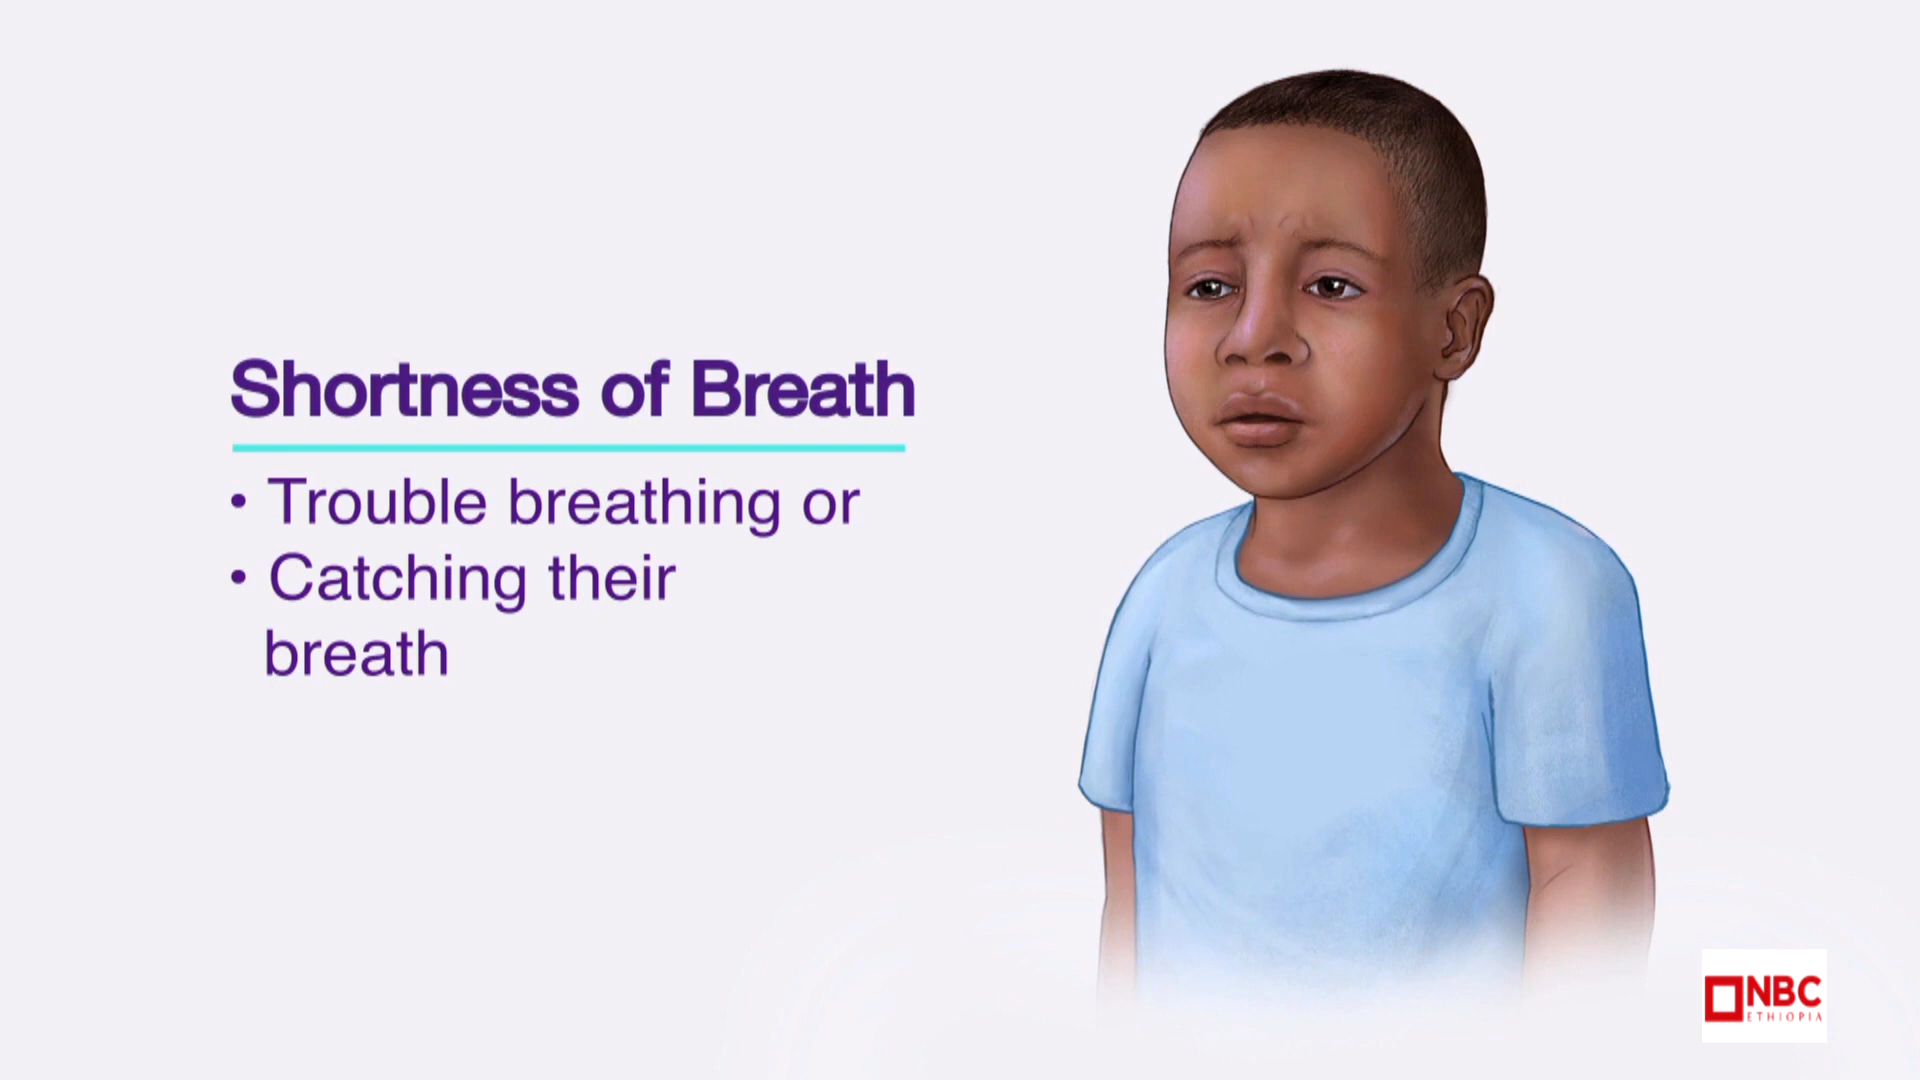 Shortness of Breath
• Trouble breathing or
• Catching their
breath
NBC
ETHIOPIA